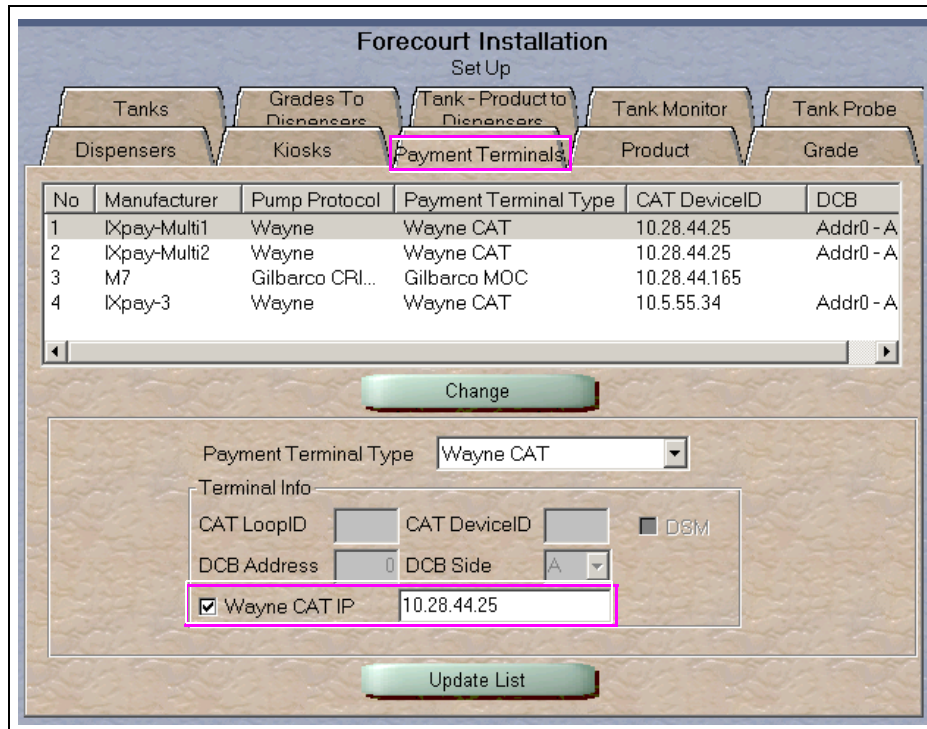 Forecourt Installation
Set Up
Tanks Grades To Dispensers Tank - Product to Dispensers Tank Monitor Tank Probe
Dispensers Kiosks Payment Terminals Product Grade
No Manufacturer Pump Protocol Payment Terminal Type CAT DeviceID DCB
1 IXpay-Multi1 Wayne Wayne CAT 10.28.44.25 Addr0 - A
2 IXpay-Multi2 Wayne Wayne CAT 10.28.44.25 Addr0 - A
3 M7 Gilbarco CRI... Gilbarco MOC 10.28.44.165
4 IXpay-3 Wayne Wayne CAT 10.5.55.34 Addr0 - A
Change
Payment Terminal Type Wayne CAT
Terminal Info
CAT LoopID CAT DeviceID DSM
DCB Address 0 DCB Side A
Wayne CAT IP 10.28.44.25
Update List